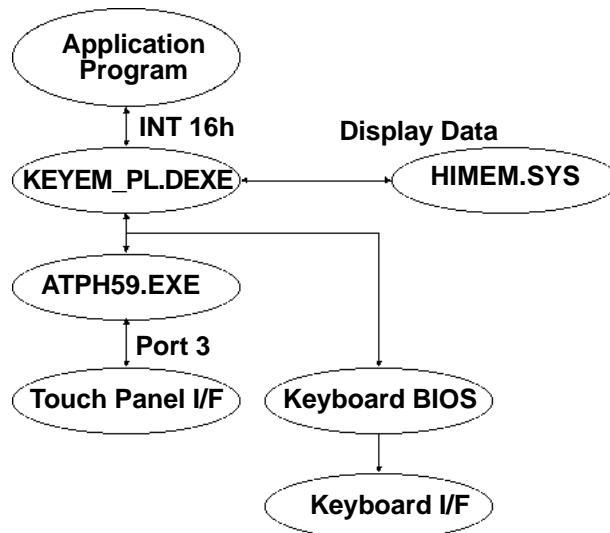 Application
Program
INT 16h
Display Data
KEYEM_PL.DEXE
HIMEM.SYS
ATPH59.EXE
Port 3
Touch Panel I/F
Keyboard BIOS
Keyboard I/F